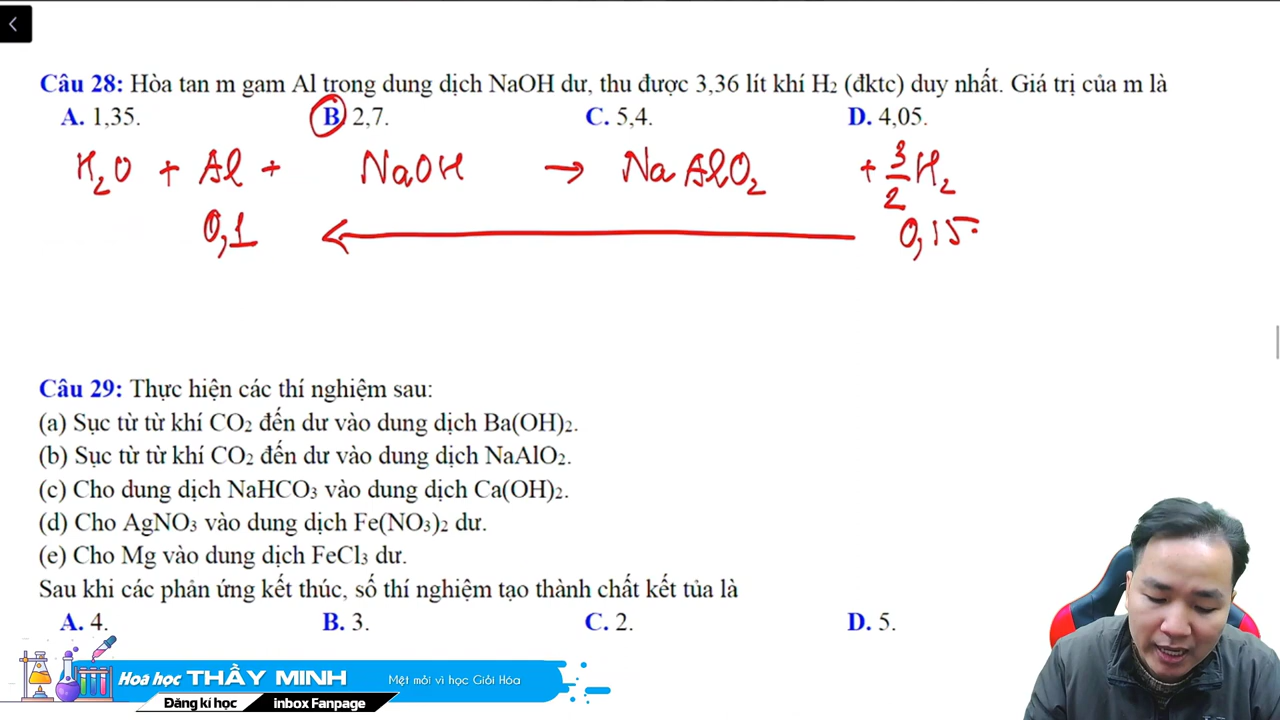 Câu 28: Hòa tan m gam Al trong dung dịch NaOH dư, thu được 3,36 lít khí H₂ (đktc) duy nhất. Giá trị của m là
A. 1,35. B. 2,7. C. 5,4. D. 4,05.
H₂O + Al + NaOH → NaAlO₂ + 3/2 H₂
0,1 ← 0,15
Câu 29: Thực hiện các thí nghiệm sau:
(a) Sục từ từ khí CO₂ đến dư vào dung dịch Ba(OH)₂.
(b) Sục từ từ khí CO₂ đến dư vào dung dịch NaAlO₂.
(c) Cho dung dịch NaHCO₃ vào dung dịch Ca(OH)₂.
(d) Cho AgNO₃ vào dung dịch Fe(NO₃)₂ dư.
(e) Cho Mg vào dung dịch FeCl₃ dư.
Sau khi các phản ứng kết thúc, số thí nghiệm tạo thành chất kết tủa là
A. 4. B. 3. C. 2. D. 5.
Hoá học THẦY MINH Mệt mỏi vì học Giỏi Hóa
Đăng kí học inbox Fanpage